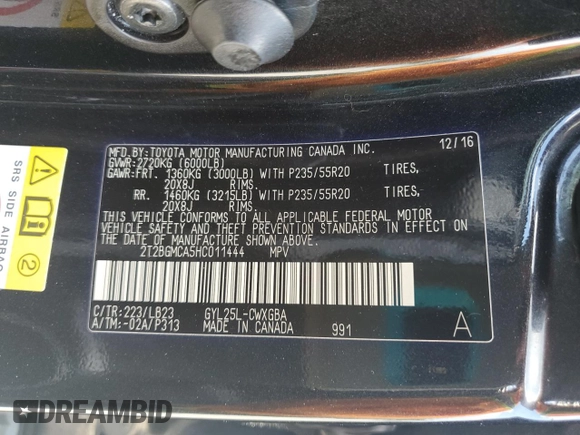 MFD.BY:TOYOTA MOTOR MANUFACTURING CANADA INC. 12/16
GVWR:2720KG (6000LB)
GAWR:FRT. 1360KG (3000LB) WITH P235/55R20 TIRES,
20X8J RIMS.
RR. 1460KG (3215LB) WITH P235/55R20 TIRES,
20X8J RIMS.
THIS VEHICLE CONFORMS TO ALL APPLICABLE FEDERAL MOTOR
VEHICLE SAFETY AND THEFT PREVENTION STANDARDS IN EFFECT ON
THE DATE OF MANUFACTURE SHOWN ABOVE.
2T2BGMCA5HC011444 MPV
C/TR:223/LB23 GYL25L-CWXGBA
A/TM:-02A/P313 MADE IN CANADA 991 A
SRS SIDE AIRBAG
2
DREAMBID